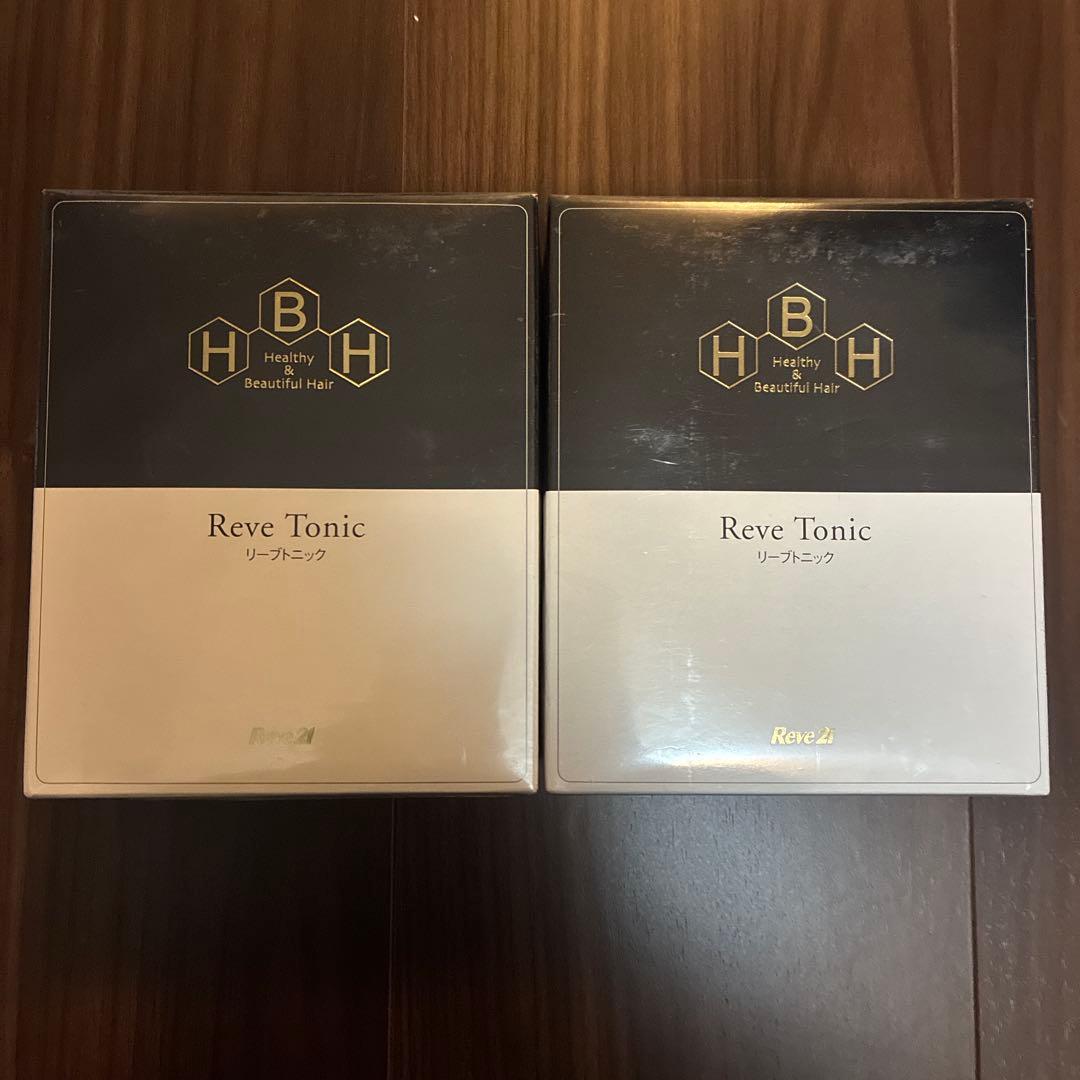 B
H H
Healthy
&
Beautiful Hair
Reve Tonic
リーブトニック
Reve21
B
H H
Healthy
&
Beautiful Hair
Reve Tonic
リーブトニック
Reve21